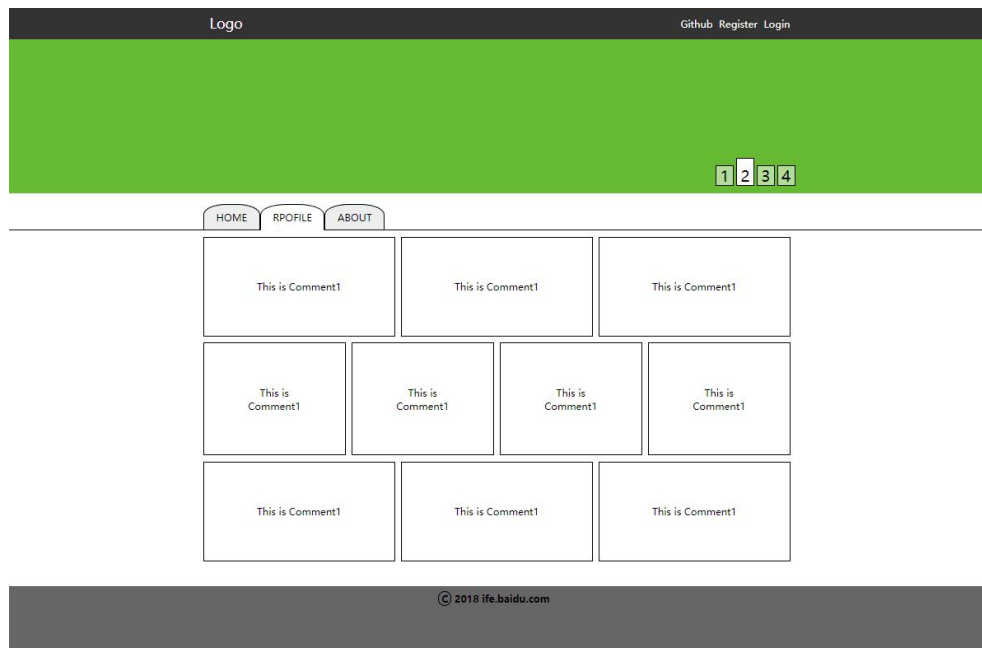 Logo Github Register Login
1 2 3 4
HOME RPOFILE ABOUT
This is Comment1 This is Comment1 This is Comment1
This is
Comment1
This is
Comment1
This is
Comment1
This is
Comment1
This is Comment1 This is Comment1 This is Comment1
Ⓒ 2018 ife.baidu.com